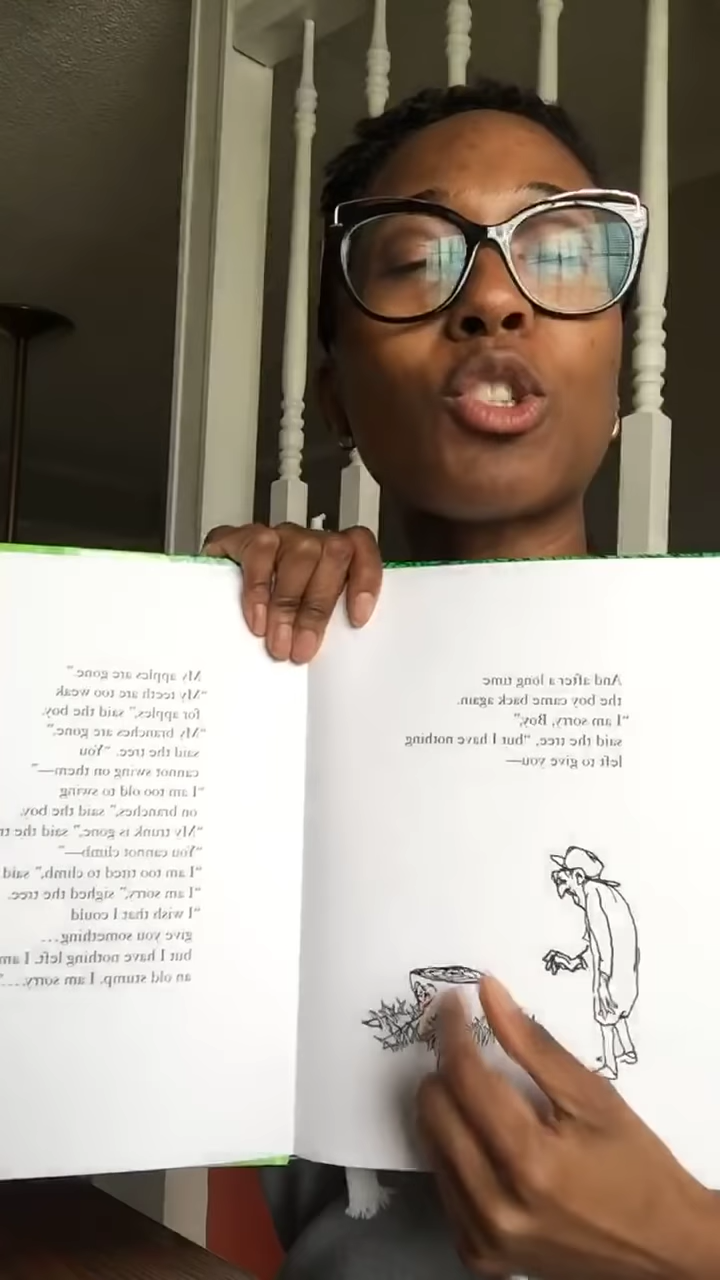 And after a long time
the boy came back again.
“I am sorry, Boy,”
said the tree, “but I have nothing
left to give you—
My apples are gone.”
“My teeth are too weak
for apples,” said the boy.
“My branches are gone,”
said the tree. “You
cannot swing on them—”
“I am too old to swing
on branches,” said the boy.
“My trunk is gone,” said the
“You cannot climb—”
“I am too tired to climb,” said
“I am sorry,” sighed the tree.
“I wish that I could
give you something...
but I have nothing left. I am
an old stump. I am sorry....”